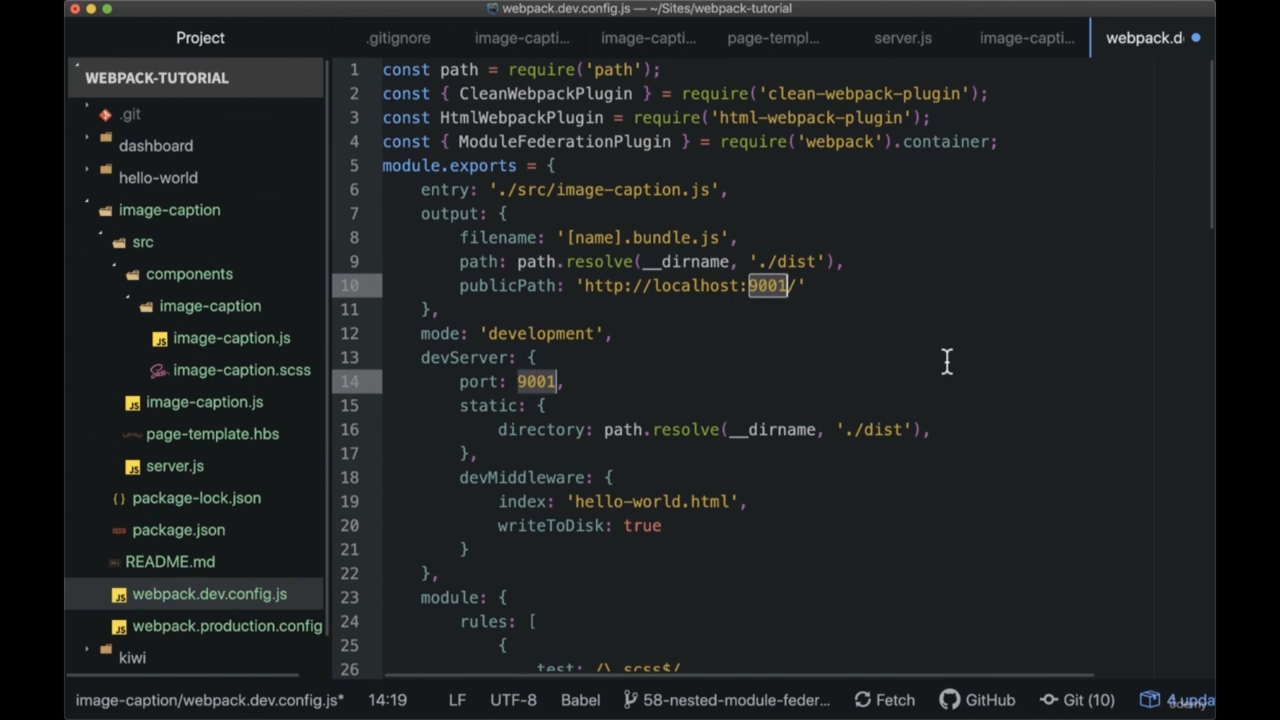 webpack.dev.config.js — ~/Sites/webpack-tutorial
Project
.gitignore
image-capti...
image-capti...
page-templ...
server.js
image-capti...
webpack.d
WEBPACK-TUTORIAL
.git
dashboard
hello-world
image-caption
src
components
image-caption
image-caption.js
image-caption.scss
image-caption.js
page-template.hbs
server.js
package-lock.json
package.json
README.md
webpack.dev.config.js
webpack.production.config
kiwi
1 const path = require('path');
2 const { CleanWebpackPlugin } = require('clean-webpack-plugin');
3 const HtmlWebpackPlugin = require('html-webpack-plugin');
4 const { ModuleFederationPlugin } = require('webpack').container;
5 module.exports = {
6 entry: './src/image-caption.js',
7 output: {
8 filename: '[name].bundle.js',
9 path: path.resolve(__dirname, './dist'),
10 publicPath: 'http://localhost:9001/'
11 },
12 mode: 'development',
13 devServer: {
14 port: 9001,
15 static: {
16 directory: path.resolve(__dirname, './dist'),
17 },
18 devMiddleware: {
19 index: 'hello-world.html',
20 writeToDisk: true
21 }
22 },
23 module: {
24 rules: [
25 {
26 test: /\.scss$/
image-caption/webpack.dev.config.js* 14:19 LF UTF-8 Babel 58-nested-module-feder... Fetch GitHub Git (10) 4 upda